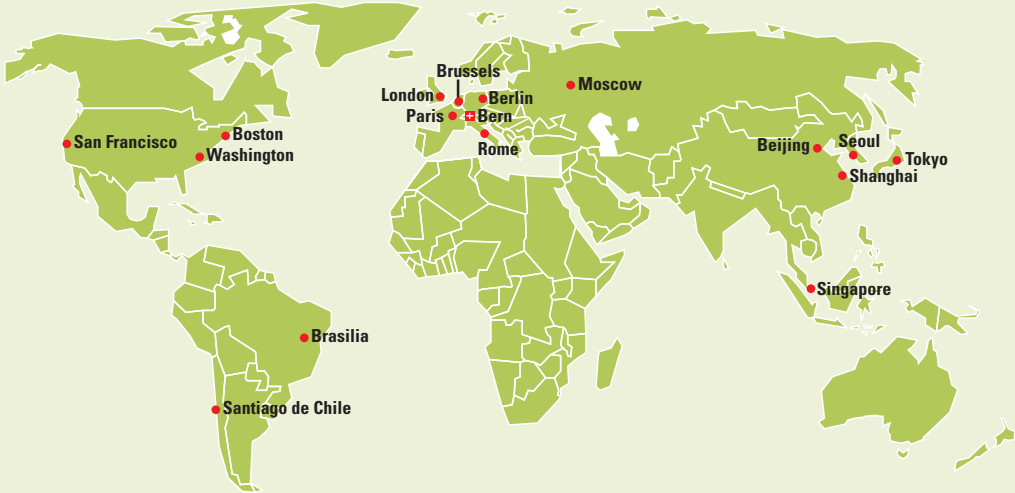 Brussels
Moscow
London
Berlin
Paris
Bern
San Francisco
Boston
Washington
Rome
Beijing
Seoul
Tokyo
Shanghai
Singapore
Brasilia
Santiago de Chile